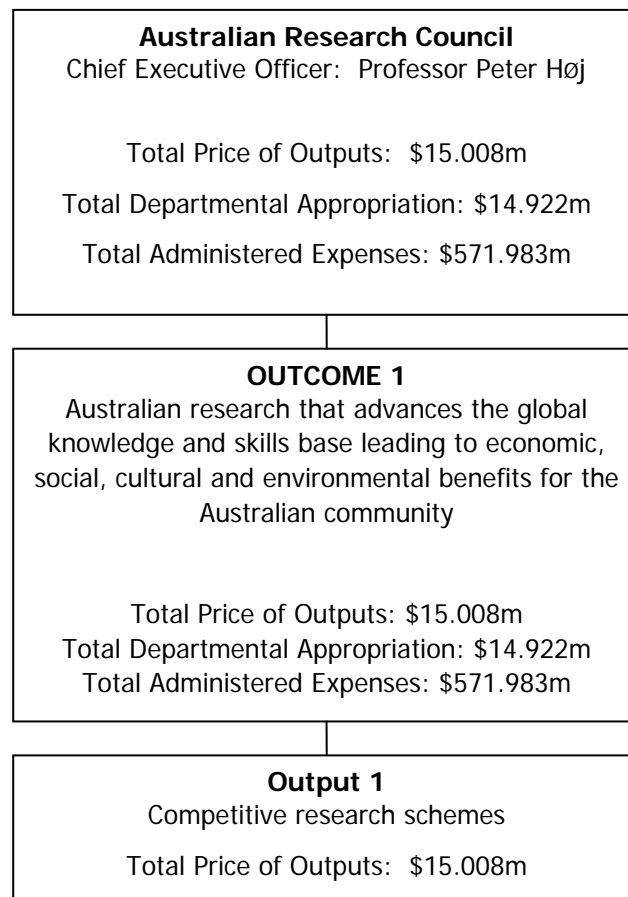 Australian Research Council
Chief Executive Officer:  Professor Peter Høj
Total Price of Outputs:  $15.008m
Total Departmental Appropriation: $14.922m
Total Administered Expenses: $571.983m
OUTCOME 1
Australian research that advances the global
knowledge and skills base leading to economic,
social, cultural and environmental benefits for the
Australian community
Total Price of Outputs: $15.008m
Total Departmental Appropriation: $14.922m
Total Administered Expenses: $571.983m
Output 1
Competitive research schemes
Total Price of Outputs:  $15.008m